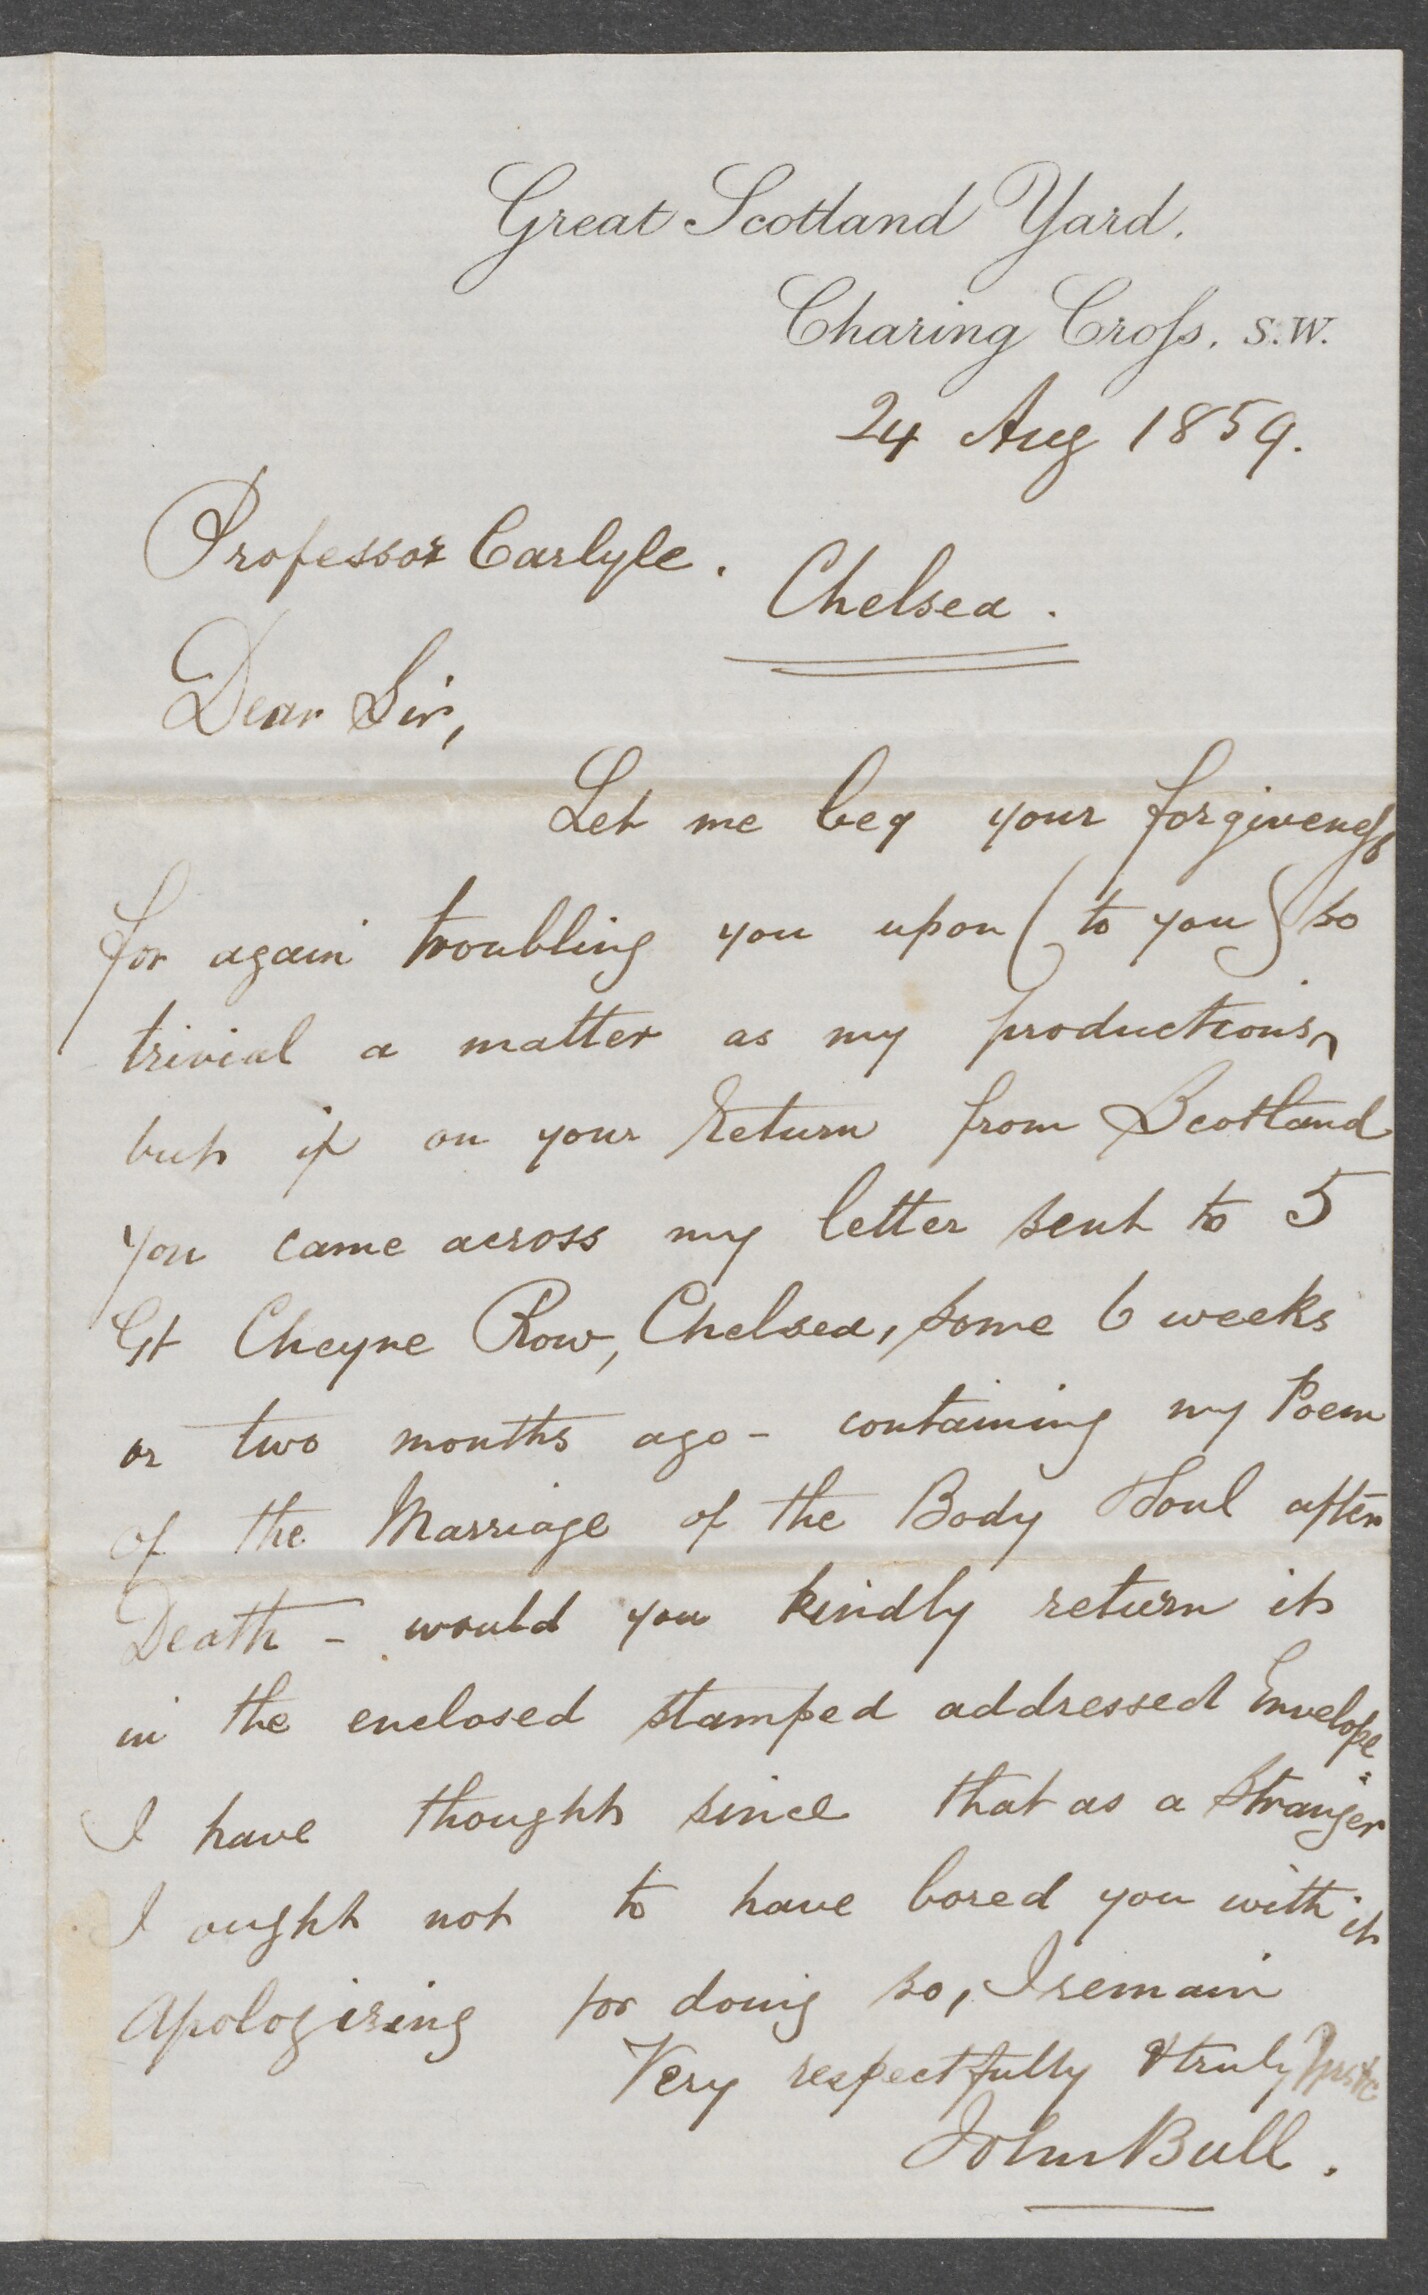 Great Scotland Yard.
Charing Cross. S.W.
24 Aug 1859.
Professor Carlyle.
Chelsea.
Dear Sir,
Let me beg your forgiveness
for again troubling you upon (to you) so
trivial a matter as my productions,
but if on your return from Scotland
you came across my letter sent to 5
Gt Cheyne Row, Chelsea, some 6 weeks
or two months ago - containing my Poem
of the Marriage of the Body & Soul after
Death - would you kindly return it
in the enclosed stamped addressed Envelope.
I have thought since that as a stranger
I ought not to have bored you with it
Apologising for doing so, I remain
Very respectfully & truly
John Bull.